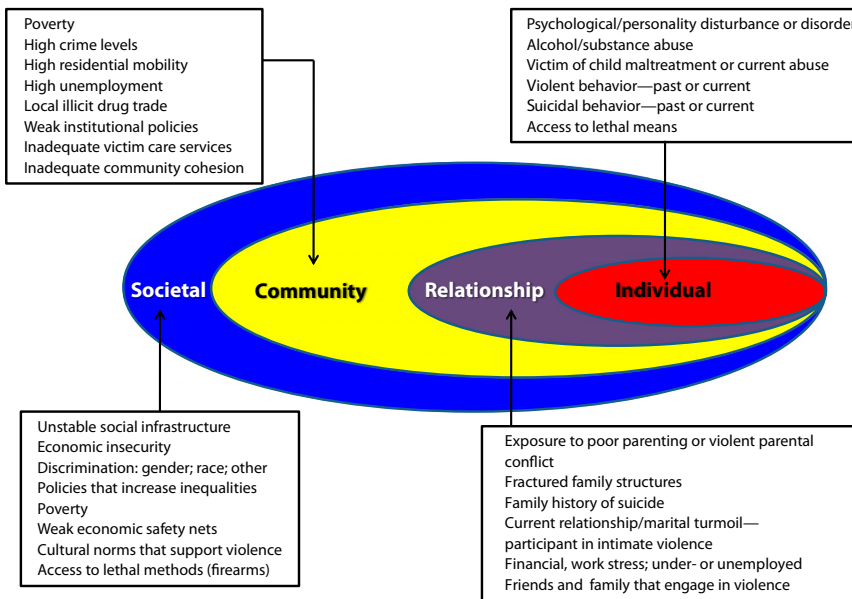 Poverty
High crime levels
High residential mobility
High unemployment
Local illicit drug trade
Weak institutional policies
Inadequate victim care services
Inadequate community cohesion
Psychological/personality disturbance or disorder
Alcohol/substance abuse
Victim of child maltreatment or current abuse
Violent behavior—past or current
Suicidal behavior—past or current
Access to lethal means
Societal
Community
Relationship
Individual
Unstable social infrastructure
Economic insecurity
Discrimination: gender; race; other
Policies that increase inequalities
Poverty
Weak economic safety nets
Cultural norms that support violence
Access to lethal methods (firearms)
Exposure to poor parenting or violent parental
conflict
Fractured family structures
Family history of suicide
Current relationship/marital turmoil—
participant in intimate violence
Financial, work stress; under- or unemployed
Friends and family that engage in violence